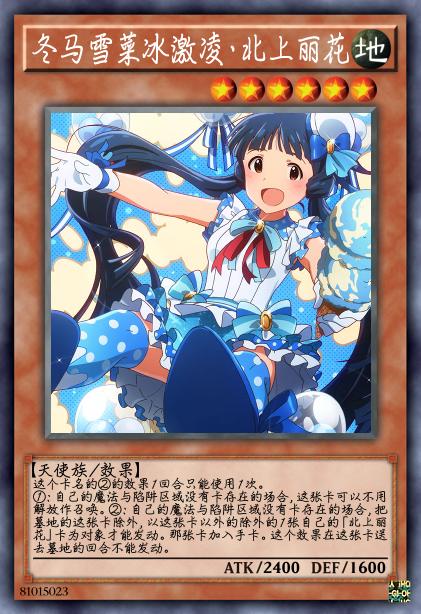 冬马雪菜冰激凌·北上丽花
地
【天使族/效果】
这个卡名的②的效果1回合只能使用1次。
①：自己的魔法与陷阱区域没有卡存在的场合，这张卡可以不用
解放作召唤。②：自己的魔法与陷阱区域没有卡存在的场合，把
墓地的这张卡除外，以这张卡以外的除外的1张自己的「北上丽
花」卡为对象才能发动。那张卡加入手卡。这个效果在这张卡送
去墓地的回合不能发动。
ATK/2400 DEF/1600
81015023